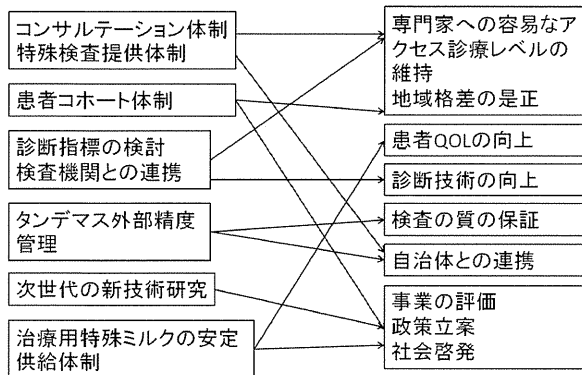 コンサルテーション体制
特殊検査提供体制
患者コホート体制
診断指標の検討
検査機関との連携
タンデマス外部精度
管理
次世代の新技術研究
治療用特殊ミルクの安定
供給体制
専門家への容易なア
クセス診療レベルの
維持
地域格差の是正
患者QOLの向上
診断技術の向上
検査の質の保証
自治体との連携
事業の評価
政策立案
社会啓発